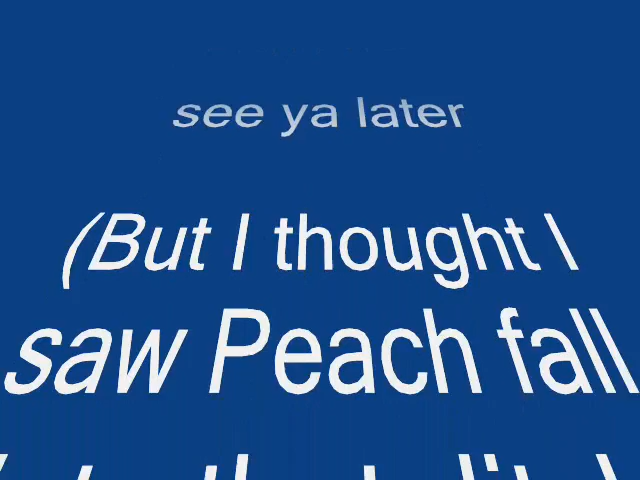 see ya later
(But I thought I
saw Peach fall